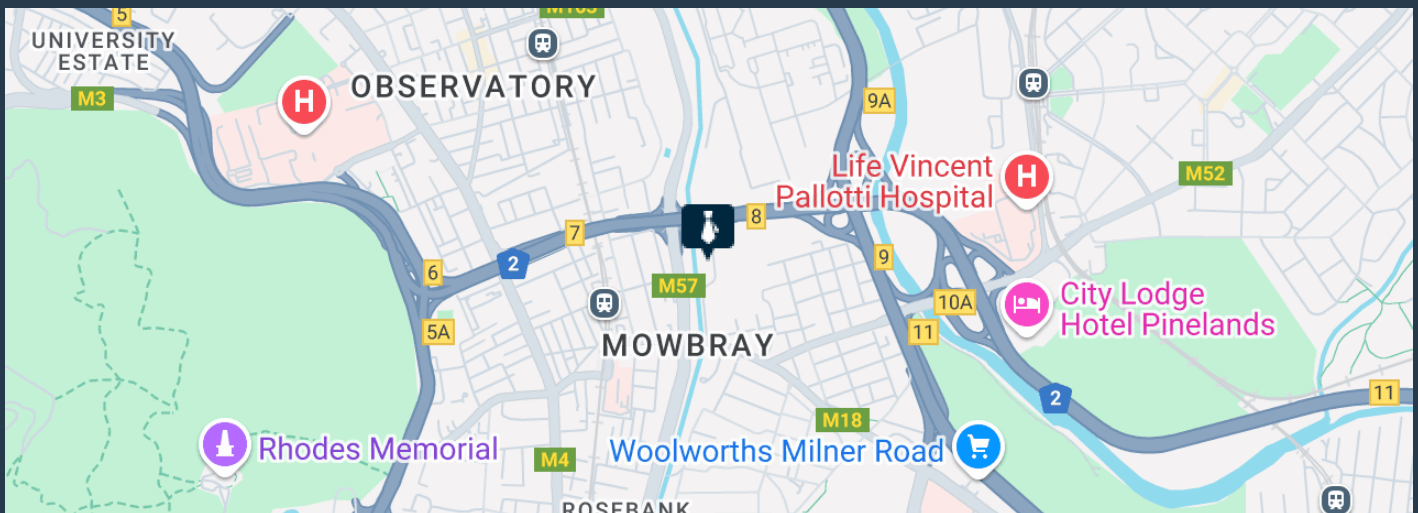 5
M103
UNIVERSITY
ESTATE
OBSERVATORY
M3
H
9A
Life Vincent
Pallotti Hospital
H
M52
7
8
6
2
9
M57
10A
City Lodge
Hotel Pinelands
5A
11
MOWBRAY
2
11
M18
Rhodes Memorial
M4
Woolworths Milner Road
ROSEBANK